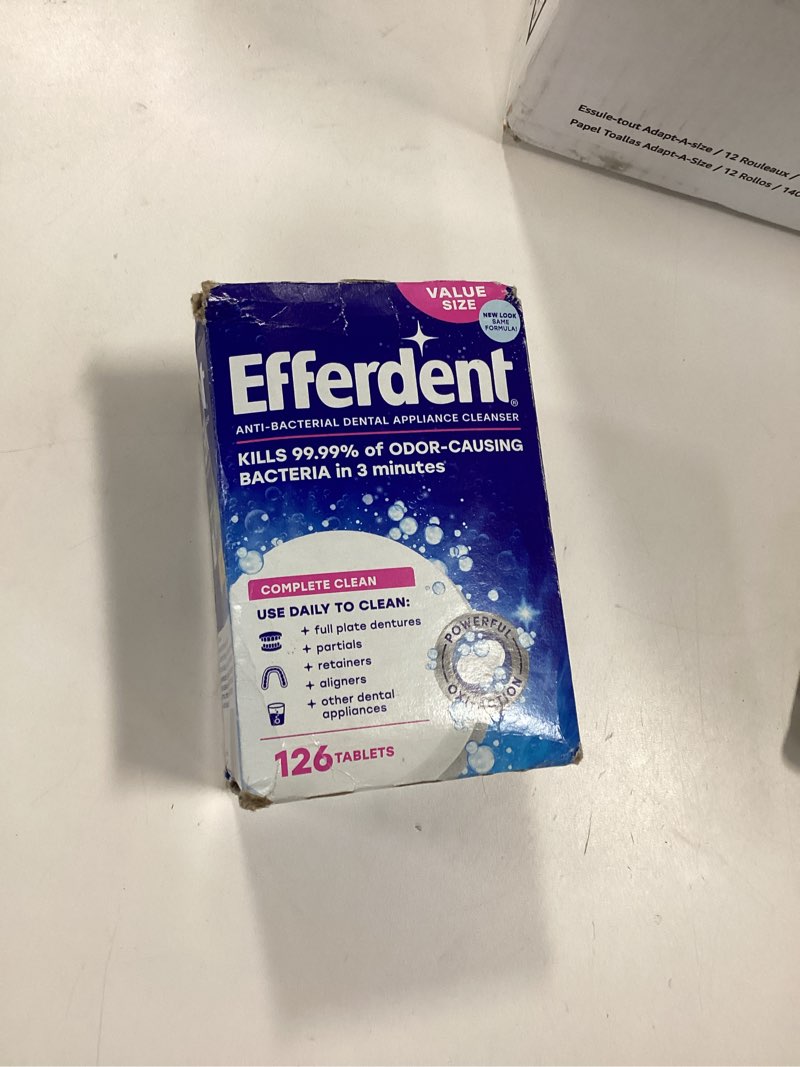 Essuie-tout Adapt-A-size / 12 Rouleaux /
Papel Toallas Adapt-A-Size / 12 Rollos / 140
VALUE
SIZE
NEW LOOK
SAME
FORMULA!
Efferdent®
ANTI-BACTERIAL DENTAL APPLIANCE CLEANSER
KILLS 99.99% of ODOR-CAUSING
BACTERIA in 3 minutes
COMPLETE CLEAN
USE DAILY TO CLEAN:
+ full plate dentures
+ partials
+ retainers
+ aligners
+ other dental
appliances
POWERFUL
126 TABLETS